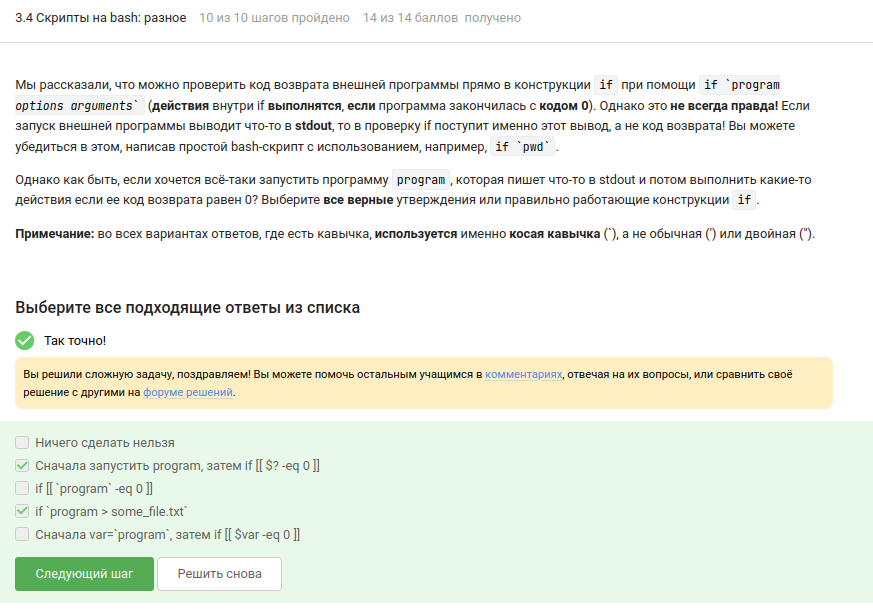 3.4 Скрипты на bash: разное 10 из 10 шагов пройдено 14 из 14 баллов получено
Мы рассказали, что можно проверить код возврата внешней программы прямо в конструкции if при помощи if `program
options arguments` (действия внутри if выполнятся, если программа закончилась с кодом 0). Однако это не всегда правда! Если
запуск внешней программы выводит что-то в stdout, то в проверку if поступит именно этот вывод, а не код возврата! Вы можете
убедиться в этом, написав простой bash-скрипт с использованием, например, if `pwd`.
Однако как быть, если хочется всё-таки запустить программу program, которая пишет что-то в stdout и потом выполнить какие-то
действия если ее код возврата равен 0? Выберите все верные утверждения или правильно работающие конструкции if.
Примечание: во всех вариантах ответов, где есть кавычка, используется именно косая кавычка (`), а не обычная (') или двойная (").
Выберите все подходящие ответы из списка
Так точно!
Вы решили сложную задачу, поздравляем! Вы можете помочь остальным учащимся в комментариях, отвечая на их вопросы, или сравнить своё
решение с другими на форуме решений.
Ничего сделать нельзя
Сначала запустить program, затем if [[ $? -eq 0 ]]
if [[ `program` -eq 0 ]]
if `program > some_file.txt`
Сначала var=`program`, затем if [[ $var -eq 0 ]]
Следующий шаг Решить снова